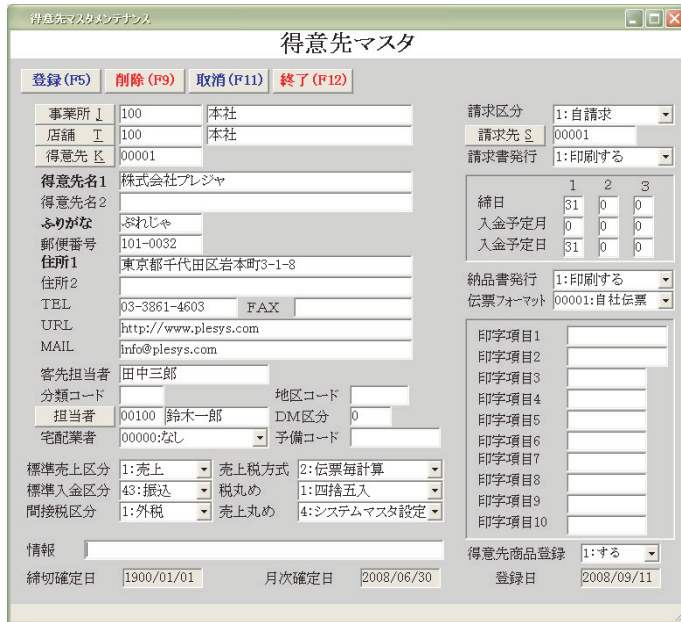 得意先マスタメンテナンス
得意先マスタ
登録(F5) 削除(F9) 取消(F11) 終了(F12)
事業所 J 100 本社
店舗 T 100 本社
得意先 K 00001
得意先名1 株式会社プレジャ
得意先名2
ふりがな ぷれじゃ
郵便番号 101-0032
住所1 東京都千代田区岩本町3-1-8
住所2
TEL 03-3861-4603 FAX
URL http://www.plesys.com
MAIL info@plesys.com
客先担当者 田中三郎
分類コード 地区コード
担当者 00100 鈴木一郎 DM区分 0
宅配業者 00000:なし 予備コード
標準売上区分 1:売上 売上税方式 2:伝票毎計算
標準入金区分 43:振込 税丸め 1:四捨五入
間接税区分 1:外税 売上丸め 4:システムマスタ設定
情報
締切確定日 1900/01/01 月次確定日 2008/06/30
請求区分 1:自請求
請求先 S 00001
請求書発行 1:印刷する
1 2 3
締日 31 0 0
入金予定月 0 0 0
入金予定日 31 0 0
納品書発行 1:印刷する
伝票フォーマット 00001:自社伝票
印字項目1
印字項目2
印字項目3
印字項目4
印字項目5
印字項目6
印字項目7
印字項目8
印字項目9
印字項目10
得意先商品登録 1:する
登録日 2008/09/11